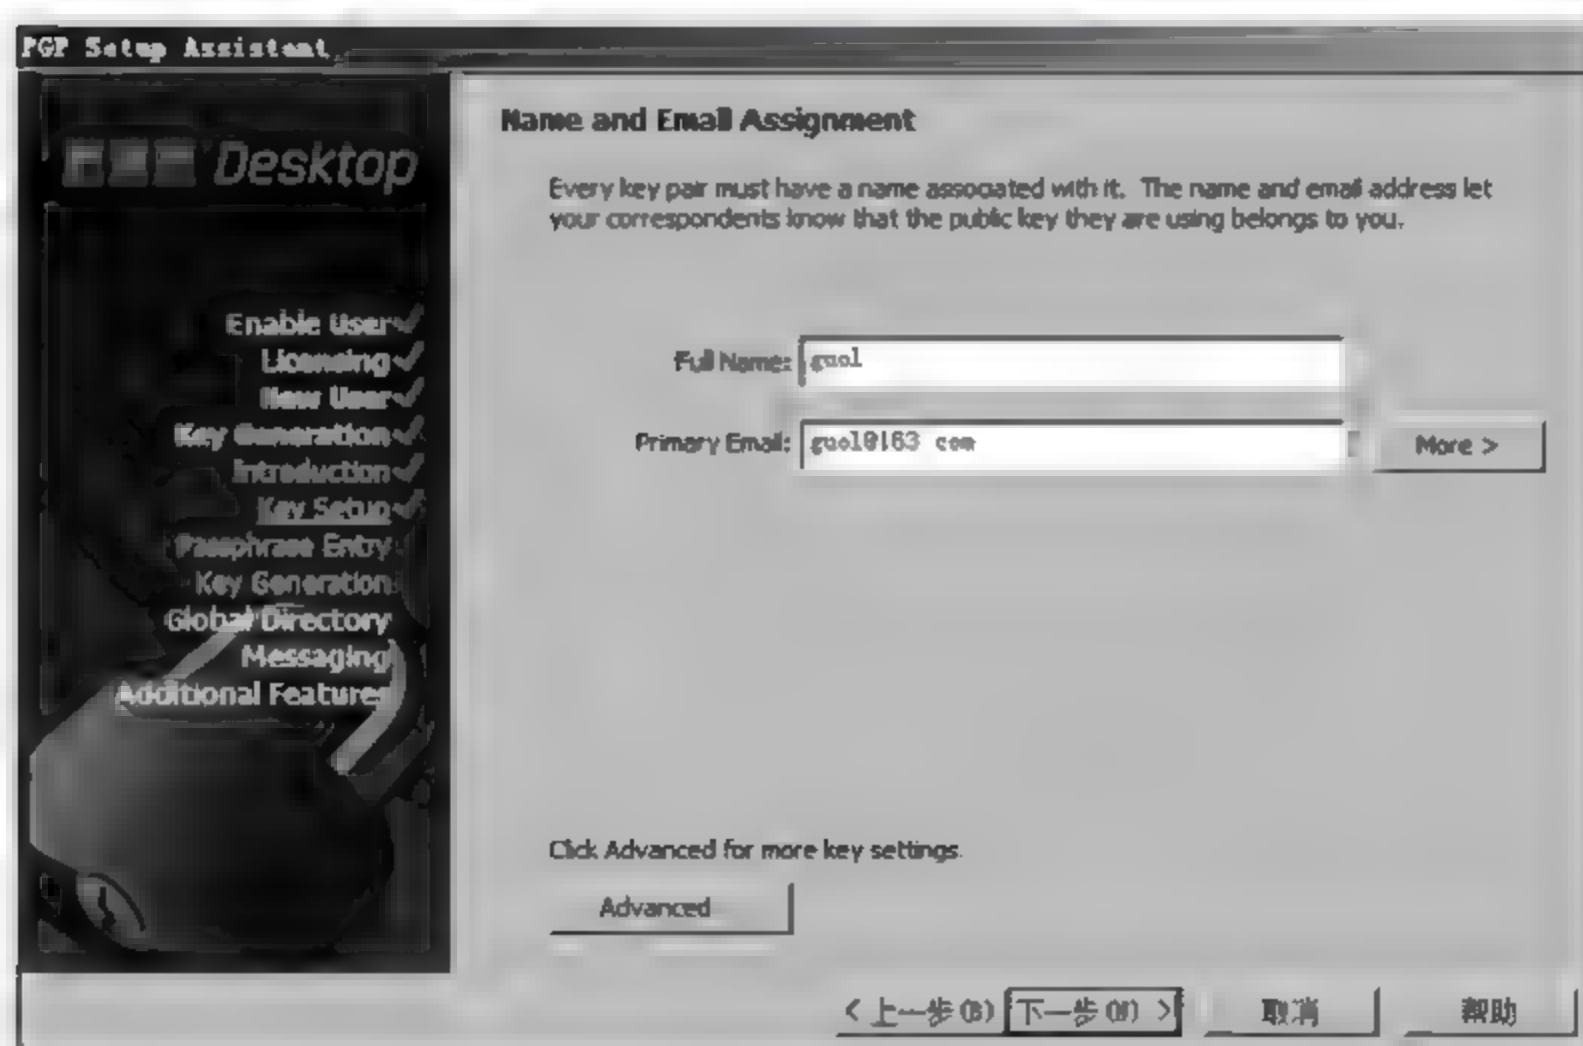 PGP Setup Assistant
Desktop
Enable User
Licensing
New User
Key Generation
Introduction
Key Setup
Passphrase Entry
Key Generation
Global Directory
Messaging
Additional Features
Name and Email Assignment
Every key pair must have a name associated with it. The name and email address let
your correspondents know that the public key they are using belongs to you.
Full Name: guol
Primary Email: guol@163 com
More >
Click Advanced for more key settings.
Advanced
< 上一步(B) 下一步(N) > 取消 帮助